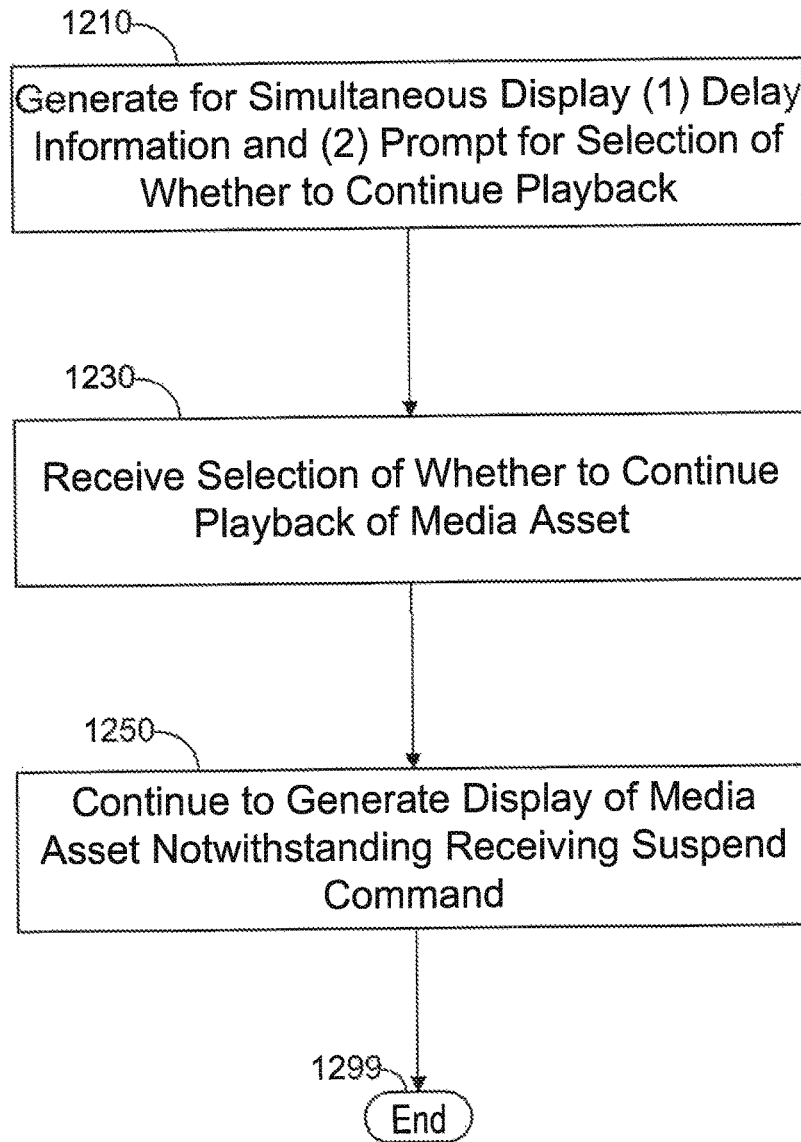 1210
Generate for Simultaneous Display (1) Delay
Information and (2) Prompt for Selection of
Whether to Continue Playback
1230
Receive Selection of Whether to Continue
Playback of Media Asset
1250
Continue to Generate Display of Media
Asset Notwithstanding Receiving Suspend
Command
1299
End